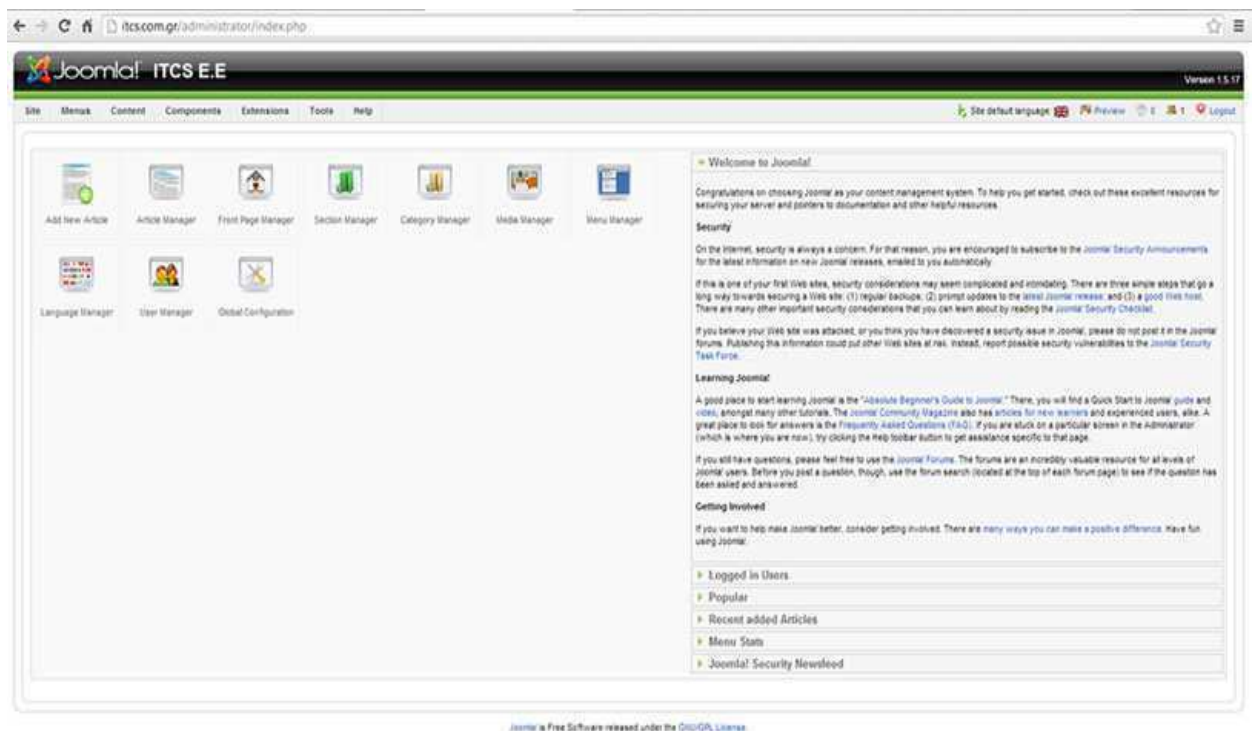 itcs.com.gr/administrator/index.php
Joomla! ITCS E.E
Version 1.5.17
Site Menus Content Components Extensions Tools Help
Site default language Preview 0 1 Logout
Add New Article Article Manager Front Page Manager Section Manager Category Manager Media Manager Menu Manager
Language Manager User Manager Global Configuration
Welcome to Joomla!
Congratulations on choosing Joomla! as your content management system. To help you get started, check out these excellent resources for
securing your server and pointers to documentation and other helpful resources.
Security
On the Internet, security is always a concern. For that reason, you are encouraged to subscribe to the Joomla! Security Announcements
for the latest information on new Joomla! releases, emailed to you automatically.
If this is one of your first Web sites, security considerations may seem complicated and intimidating. There are three simple steps that go a
long way towards securing a Web site: (1) regular backups; (2) prompt updates to the latest Joomla! release; and (3) a good Web host.
There are many other important security considerations that you can learn about by reading the Joomla! Security Checklist.
If you believe your Web site was attacked, or you think you have discovered a security issue in Joomla!, please do not post it in the Joomla!
forums. Publishing this information could put other Web sites at risk. Instead, report possible security vulnerabilities to the Joomla! Security
Task Force.
Learning Joomla!
A good place to start learning Joomla! is the "Absolute Beginner's Guide to Joomla!." There, you will find a Quick Start to Joomla! guide and
video, amongst many other tutorials. The Joomla! Community Magazine also has articles for new learners and experienced users, alike. A
great place to look for answers is the Frequently Asked Questions (FAQ). If you are stuck on a particular screen in the Administrator
(which is where you are now), try clicking the Help toolbar button to get assistance specific to that page.
If you still have questions, please feel free to use the Joomla! Forums. The forums are an incredibly valuable resource for all levels of
Joomla! users. Before you post a question, though, use the forum search (located at the top of each forum page) to see if the question has
been asked and answered.
Getting Involved
If you want to help make Joomla! better, consider getting involved. There are many ways you can make a positive difference. Have fun
using Joomla!.
Logged in Users
Popular
Recent added Articles
Menu Stats
Joomla! Security Newsfeed
Joomla! is Free Software released under the GNU/GPL License.